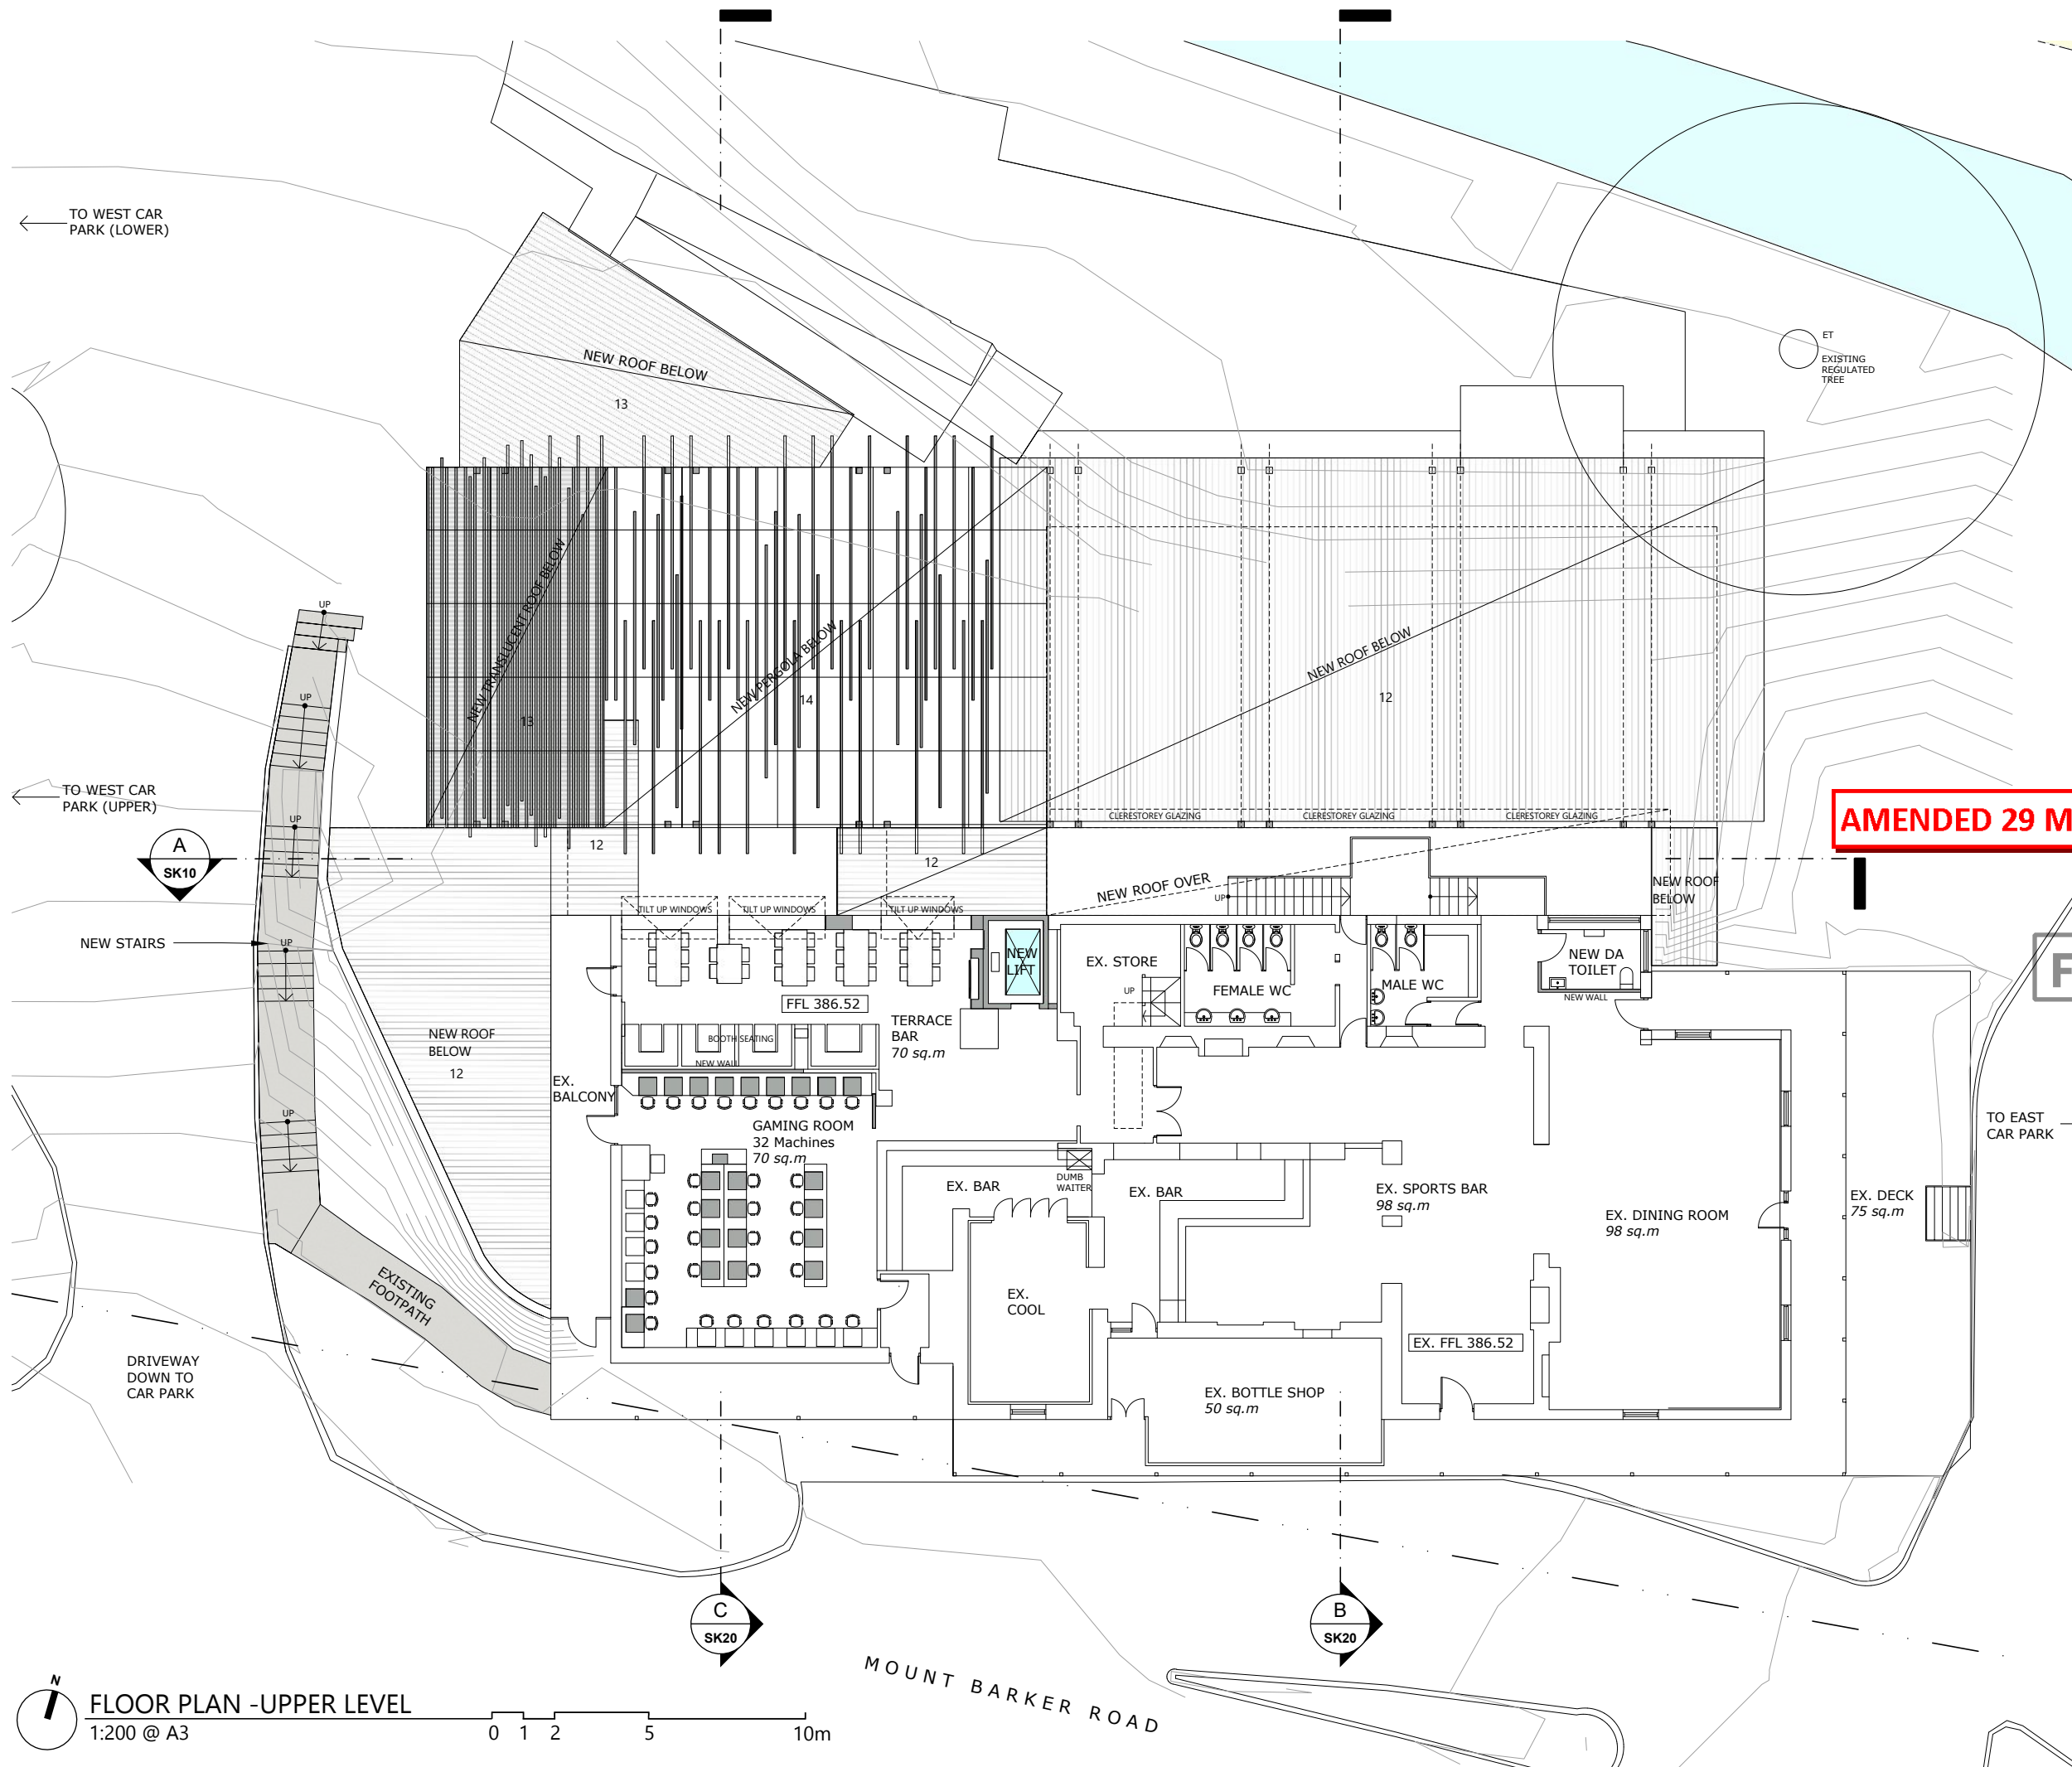 TO WEST CAR
PARK (LOWER)
ET
EXISTING
REGULATED
TREE
NEW ROOF BELOW
13
UP
NEW TRANSLUCENT ROOF BELOW
13
NEW PERGOLA BELOW
14
NEW ROOF BELOW
12
UP
TO WEST CAR
PARK (UPPER)
UP
AMENDED 29 M
CLERESTOREY GLAZING
CLERESTOREY GLAZING
CLERESTOREY GLAZING
A
SK10
12
12
NEW ROOF OVER
UP
NEW ROOF
BELOW
TILT UP WINDOWS
TILT UP WINDOWS
TILT UP WINDOWS
NEW STAIRS
UP
NEW
LIFT
EX. STORE
UP
FEMALE WC
MALE WC
NEW DA
TOILET
NEW WALL
F
FFL 386.52
TERRACE
BAR
70 sq.m
NEW ROOF
BELOW
12
BOOTH SEATING
NEW WALL
EX.
BALCONY
UP
GAMING ROOM
32 Machines
70 sq.m
TO EAST
CAR PARK
DUMB
WAITER
EX. BAR
EX. BAR
EX. SPORTS BAR
98 sq.m
EX. DINING ROOM
98 sq.m
EX. DECK
75 sq.m
EXISTING
FOOTPATH
EX.
COOL
EX. FFL 386.52
DRIVEWAY
DOWN TO
CAR PARK
EX. BOTTLE SHOP
50 sq.m
C
SK20
B
SK20
MOUNT BARKER ROAD
N
FLOOR PLAN -UPPER LEVEL
1:200 @ A3
0 1 2 5 10m